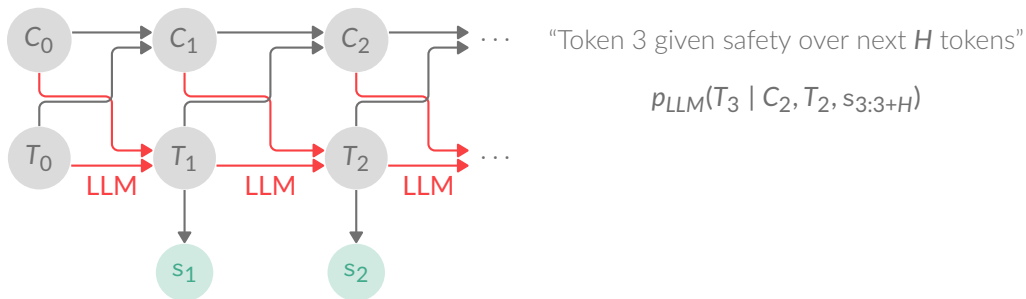 C₀ C₁ C₂ ... “Token 3 given safety over next H tokens”
p_LLM(T₃ | C₂, T₂, s₃:₃₊H)
T₀ T₁ T₂ ...
LLM LLM LLM
s₁ s₂